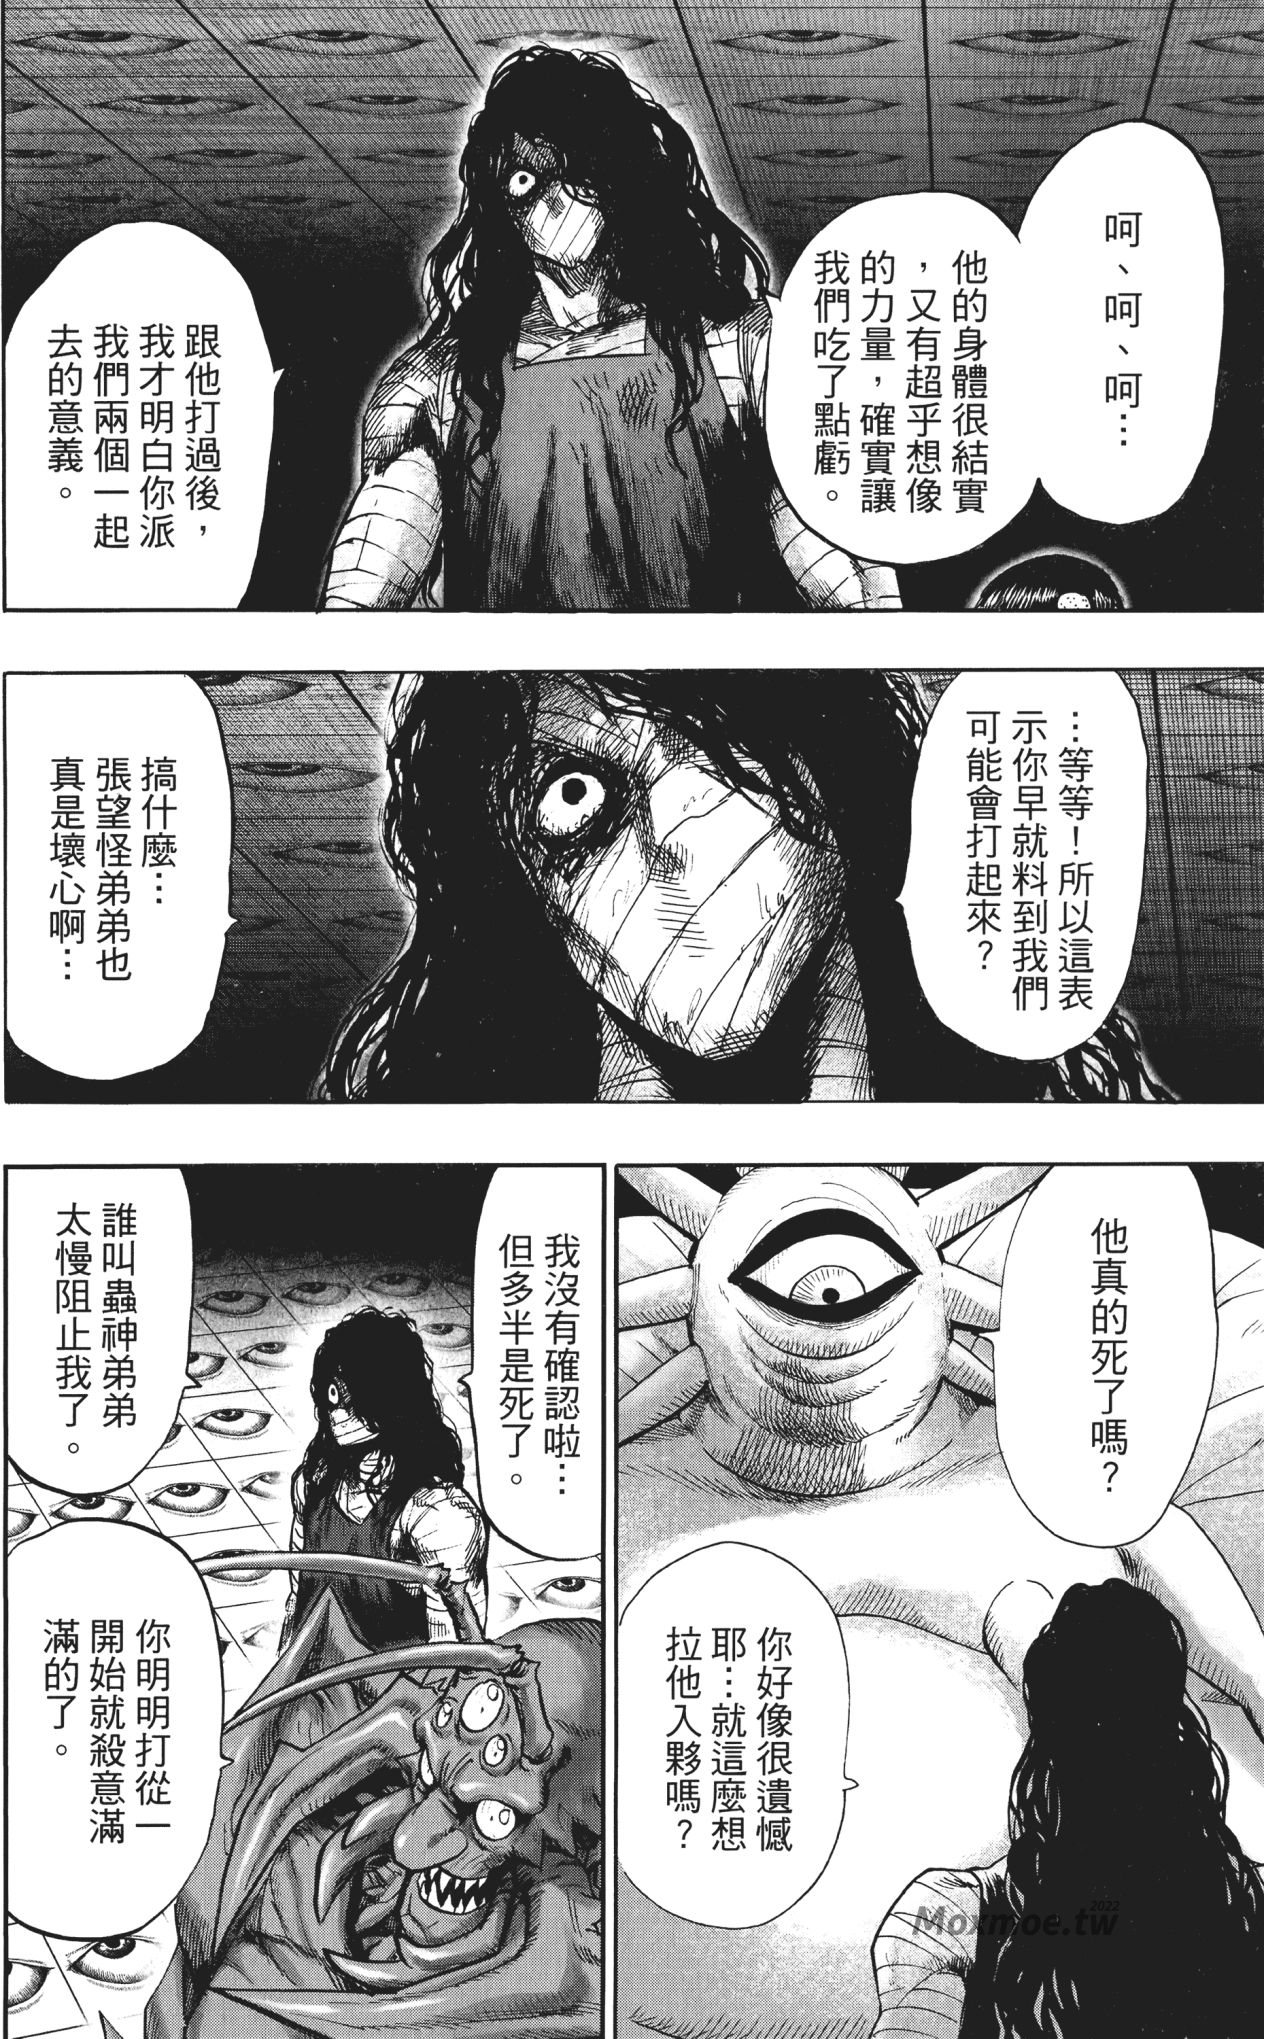 呵、呵、呵…
他的身體很結實
，又有超乎想像
的力量，確實讓
我們吃了點虧。
跟他打過後，
我才明白你派
我們兩個一起
去的意義。
…等等！所以這表
示你早就料到我們
可能會打起來？
搞什麼…
張望怪弟弟也
真是壞心啊…
他真的死了嗎？
你好像很遺憾
耶…就這麼想
拉他入夥嗎？
我沒有確認啦…
但多半是死了。
誰叫蟲神弟弟
太慢阻止我了。
你明明打從一
開始就殺意滿
滿的了。
2022
Moxmoe.tw